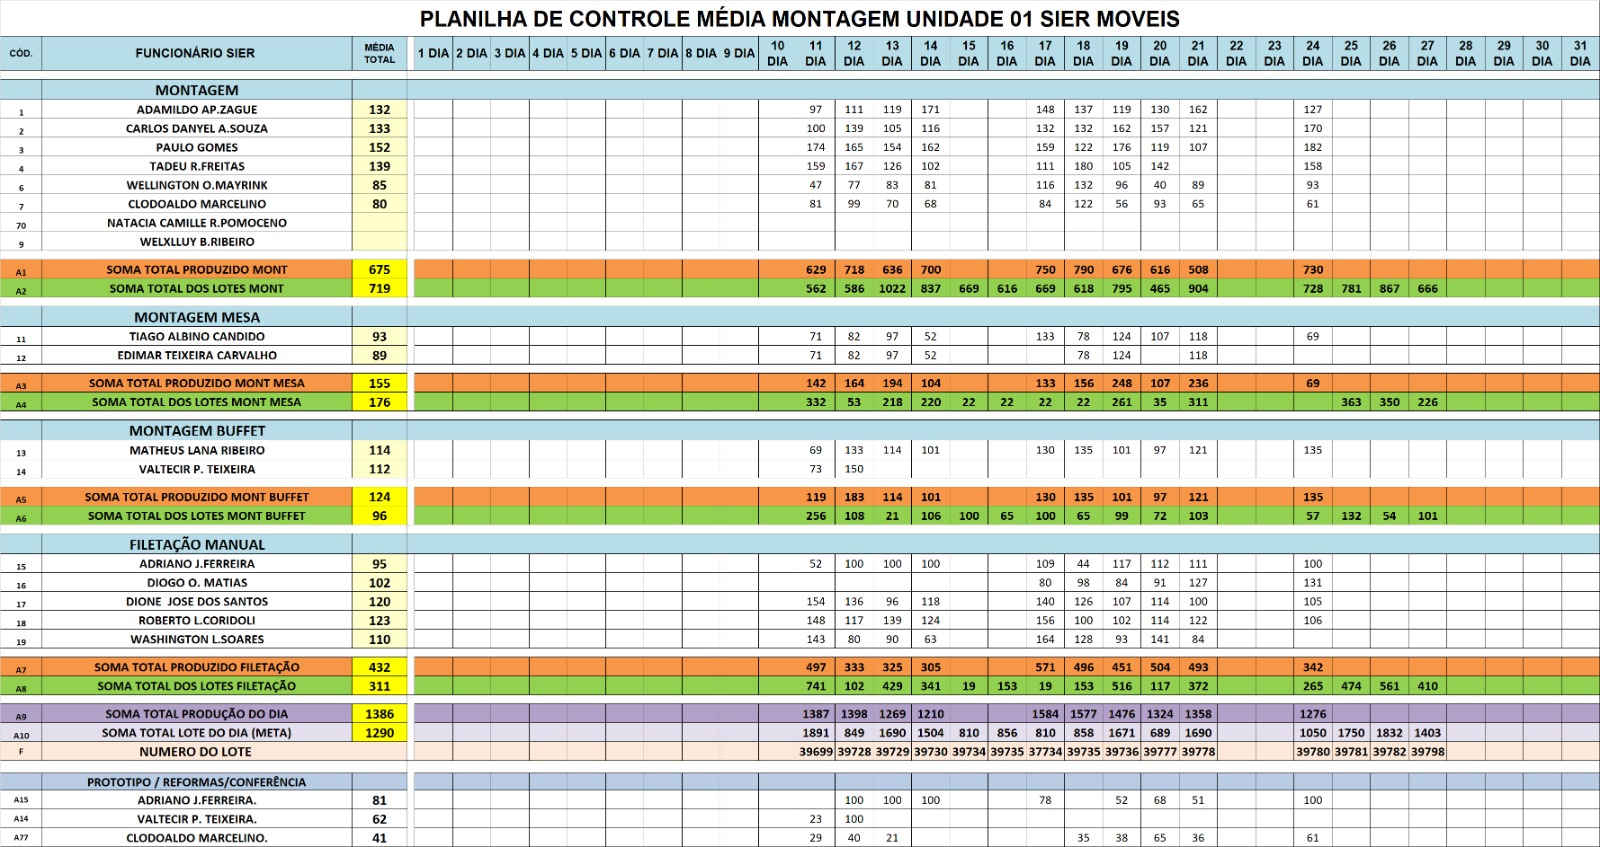 PLANILHA DE CONTROLE MÉDIA MONTAGEM UNIDADE 01 SIER MOVEIS
CÓD. FUNCIONÁRIO SIER MÉDIA TOTAL 1 DIA 2 DIA 3 DIA 4 DIA 5 DIA 6 DIA 7 DIA 8 DIA 9 DIA 10 DIA 11 DIA 12 DIA 13 DIA 14 DIA 15 DIA 16 DIA 17 DIA 18 DIA 19 DIA 20 DIA 21 DIA 22 DIA 23 DIA 24 DIA 25 DIA 26 DIA 27 DIA 28 DIA 29 DIA 30 DIA 31 DIA
MONTAGEM
1 ADAMILDO AP.ZAGUE 132 97 111 119 171 148 137 119 130 162 127
2 CARLOS DANYEL A.SOUZA 133 100 139 105 116 132 132 162 157 121 170
3 PAULO GOMES 152 174 165 154 162 159 122 176 119 107 182
4 TADEU R.FREITAS 139 159 167 126 102 111 180 105 142 158
6 WELLINGTON O.MAYRINK 85 47 77 83 81 116 132 96 40 89 93
7 CLODOALDO MARCELINO 80 81 99 70 68 84 122 56 93 65 61
70 NATACIA CAMILLE R.POMOCENO
9 WELXLLUY B.RIBEIRO
A1 SOMA TOTAL PRODUZIDO MONT 675 629 718 636 700 750 790 676 616 508 730
A2 SOMA TOTAL DOS LOTES MONT 719 562 586 1022 837 669 616 669 618 795 465 904 728 781 867 666
MONTAGEM MESA
11 TIAGO ALBINO CANDIDO 93 71 82 97 52 133 78 124 107 118 69
12 EDIMAR TEIXEIRA CARVALHO 89 71 82 97 52 78 124 118
A3 SOMA TOTAL PRODUZIDO MONT MESA 155 142 164 194 104 133 156 248 107 236 69
A4 SOMA TOTAL DOS LOTES MONT MESA 176 332 53 218 220 22 22 22 22 261 35 311 363 350 226
MONTAGEM BUFFET
13 MATHEUS LANA RIBEIRO 114 69 133 114 101 130 135 101 97 121 135
14 VALTECIR P. TEIXEIRA 112 73 150
A5 SOMA TOTAL PRODUZIDO MONT BUFFET 124 119 183 114 101 130 135 101 97 121 135
A6 SOMA TOTAL DOS LOTES MONT BUFFET 96 256 108 21 106 100 65 100 65 99 72 103 57 132 54 101
FILETAÇÃO MANUAL
15 ADRIANO J.FERREIRA 95 52 100 100 100 109 44 117 112 111 100
16 DIOGO O. MATIAS 102 80 98 84 91 127 131
17 DIONE JOSE DOS SANTOS 120 154 136 96 118 140 126 107 114 100 105
18 ROBERTO L.CORIDOLI 123 148 117 139 124 156 100 102 114 122 106
19 WASHINGTON L.SOARES 110 143 80 90 63 164 128 93 141 84
A7 SOMA TOTAL PRODUZIDO FILETAÇÃO 432 497 333 325 305 571 496 451 504 493 342
A8 SOMA TOTAL DOS LOTES FILETAÇÃO 311 741 102 429 341 19 153 19 153 516 117 372 265 474 561 410
A9 SOMA TOTAL PRODUÇÃO DO DIA 1386 1387 1398 1269 1210 1584 1577 1476 1324 1358 1276
A10 SOMA TOTAL LOTE DO DIA (META) 1290 1891 849 1690 1504 810 856 810 858 1671 689 1690 1050 1750 1832 1403
F NUMERO DO LOTE 39699 39728 39729 39730 39734 39735 37734 39735 39736 39777 39778 39780 39781 39782 39798
PROTOTIPO / REFORMAS/CONFERÊNCIA
A15 ADRIANO J.FERREIRA. 81 100 100 100 78 52 68 51 100
A14 VALTECIR P. TEIXEIRA. 62 23 100
A77 CLODOALDO MARCELINO. 41 29 40 21 35 38 65 36 61